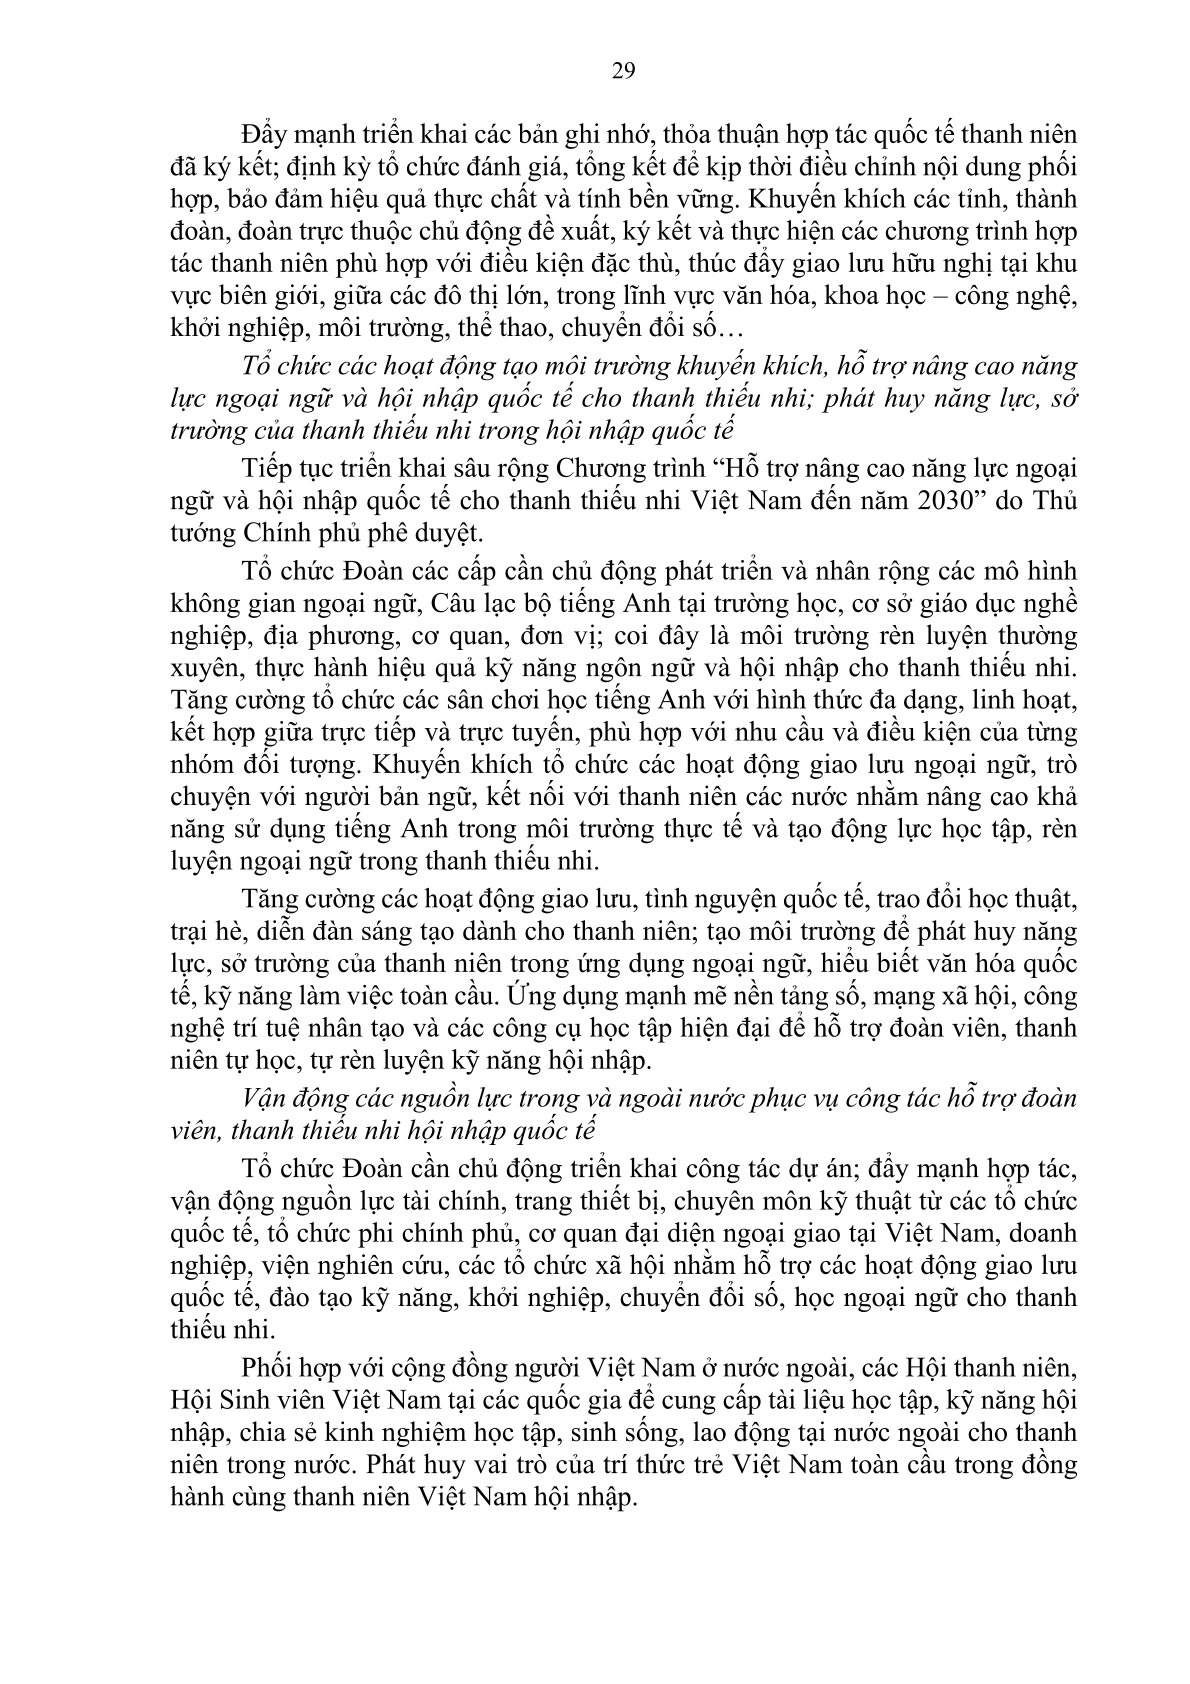 29
Đẩy mạnh triển khai các bản ghi nhớ, thỏa thuận hợp tác quốc tế thanh niên
đã ký kết; định kỳ tổ chức đánh giá, tổng kết để kịp thời điều chỉnh nội dung phối
hợp, bảo đảm hiệu quả thực chất và tính bền vững. Khuyến khích các tỉnh, thành
đoàn, đoàn trực thuộc chủ động đề xuất, ký kết và thực hiện các chương trình hợp
tác thanh niên phù hợp với điều kiện đặc thù, thúc đẩy giao lưu hữu nghị tại khu
vực biên giới, giữa các đô thị lớn, trong lĩnh vực văn hóa, khoa học – công nghệ,
khởi nghiệp, môi trường, thể thao, chuyển đổi số…
Tổ chức các hoạt động tạo môi trường khuyến khích, hỗ trợ nâng cao năng
lực ngoại ngữ và hội nhập quốc tế cho thanh thiếu nhi; phát huy năng lực, sở
trường của thanh thiếu nhi trong hội nhập quốc tế
Tiếp tục triển khai sâu rộng Chương trình “Hỗ trợ nâng cao năng lực ngoại
ngữ và hội nhập quốc tế cho thanh thiếu nhi Việt Nam đến năm 2030” do Thủ
tướng Chính phủ phê duyệt.
Tổ chức Đoàn các cấp cần chủ động phát triển và nhân rộng các mô hình
không gian ngoại ngữ, Câu lạc bộ tiếng Anh tại trường học, cơ sở giáo dục nghề
nghiệp, địa phương, cơ quan, đơn vị; coi đây là môi trường rèn luyện thường
xuyên, thực hành hiệu quả kỹ năng ngôn ngữ và hội nhập cho thanh thiếu nhi.
Tăng cường tổ chức các sân chơi học tiếng Anh với hình thức đa dạng, linh hoạt,
kết hợp giữa trực tiếp và trực tuyến, phù hợp với nhu cầu và điều kiện của từng
nhóm đối tượng. Khuyến khích tổ chức các hoạt động giao lưu ngoại ngữ, trò
chuyện với người bản ngữ, kết nối với thanh niên các nước nhằm nâng cao khả
năng sử dụng tiếng Anh trong môi trường thực tế và tạo động lực học tập, rèn
luyện ngoại ngữ trong thanh thiếu nhi.
Tăng cường các hoạt động giao lưu, tình nguyện quốc tế, trao đổi học thuật,
trại hè, diễn đàn sáng tạo dành cho thanh niên; tạo môi trường để phát huy năng
lực, sở trường của thanh niên trong ứng dụng ngoại ngữ, hiểu biết văn hóa quốc
tế, kỹ năng làm việc toàn cầu. Ứng dụng mạnh mẽ nền tảng số, mạng xã hội, công
nghệ trí tuệ nhân tạo và các công cụ học tập hiện đại để hỗ trợ đoàn viên, thanh
niên tự học, tự rèn luyện kỹ năng hội nhập.
Vận động các nguồn lực trong và ngoài nước phục vụ công tác hỗ trợ đoàn
viên, thanh thiếu nhi hội nhập quốc tế
Tổ chức Đoàn cần chủ động triển khai công tác dự án; đẩy mạnh hợp tác,
vận động nguồn lực tài chính, trang thiết bị, chuyên môn kỹ thuật từ các tổ chức
quốc tế, tổ chức phi chính phủ, cơ quan đại diện ngoại giao tại Việt Nam, doanh
nghiệp, viện nghiên cứu, các tổ chức xã hội nhằm hỗ trợ các hoạt động giao lưu
quốc tế, đào tạo kỹ năng, khởi nghiệp, chuyển đổi số, học ngoại ngữ cho thanh
thiếu nhi.
Phối hợp với cộng đồng người Việt Nam ở nước ngoài, các Hội thanh niên,
Hội Sinh viên Việt Nam tại các quốc gia để cung cấp tài liệu học tập, kỹ năng hội
nhập, chia sẻ kinh nghiệm học tập, sinh sống, lao động tại nước ngoài cho thanh
niên trong nước. Phát huy vai trò của trí thức trẻ Việt Nam toàn cầu trong đồng
hành cùng thanh niên Việt Nam hội nhập.